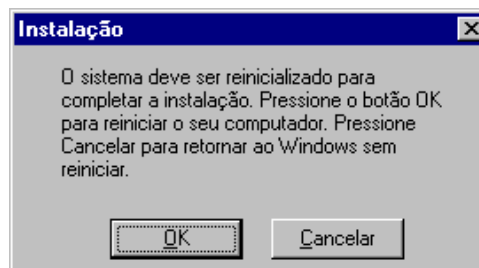 Instalação
O sistema deve ser reinicializado para
completar a instalação. Pressione o botão OK
para reiniciar o seu computador. Pressione
Cancelar para retornar ao Windows sem
reiniciar.
OK Cancelar